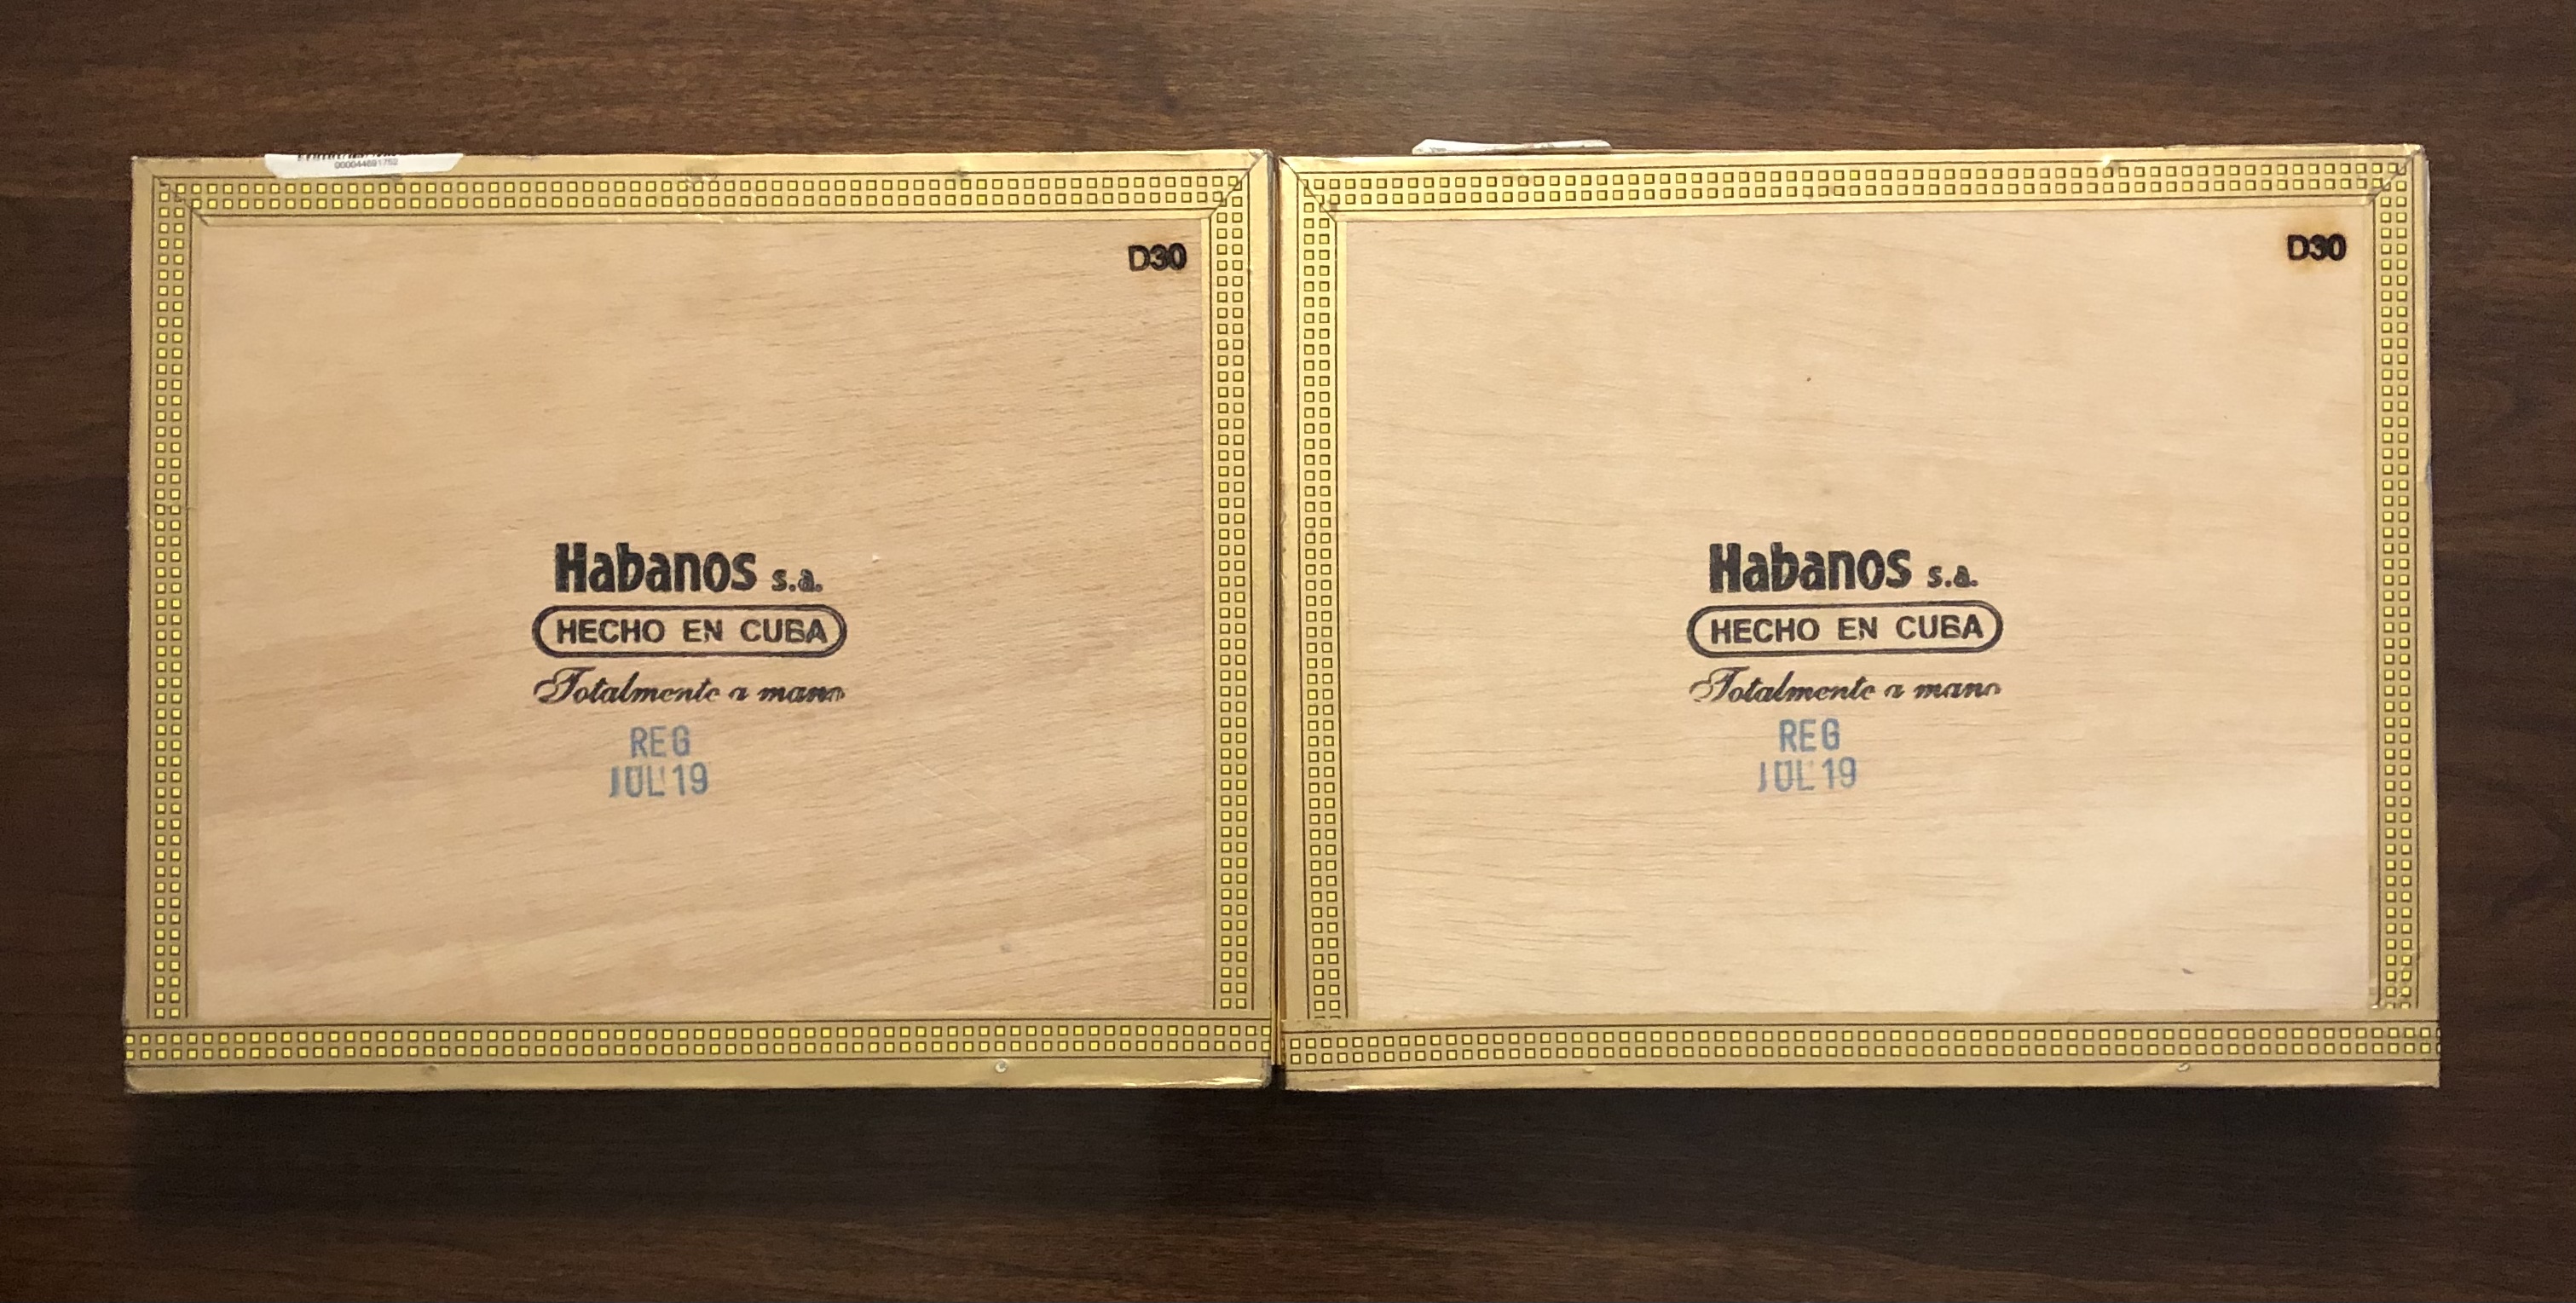 000044691752
D30
Habanos s.a.
HECHO EN CUBA
Totalmente a mano
REG
JUL 19
D30
Habanos s.a.
HECHO EN CUBA
Totalmente a mano
REG
JUL 19